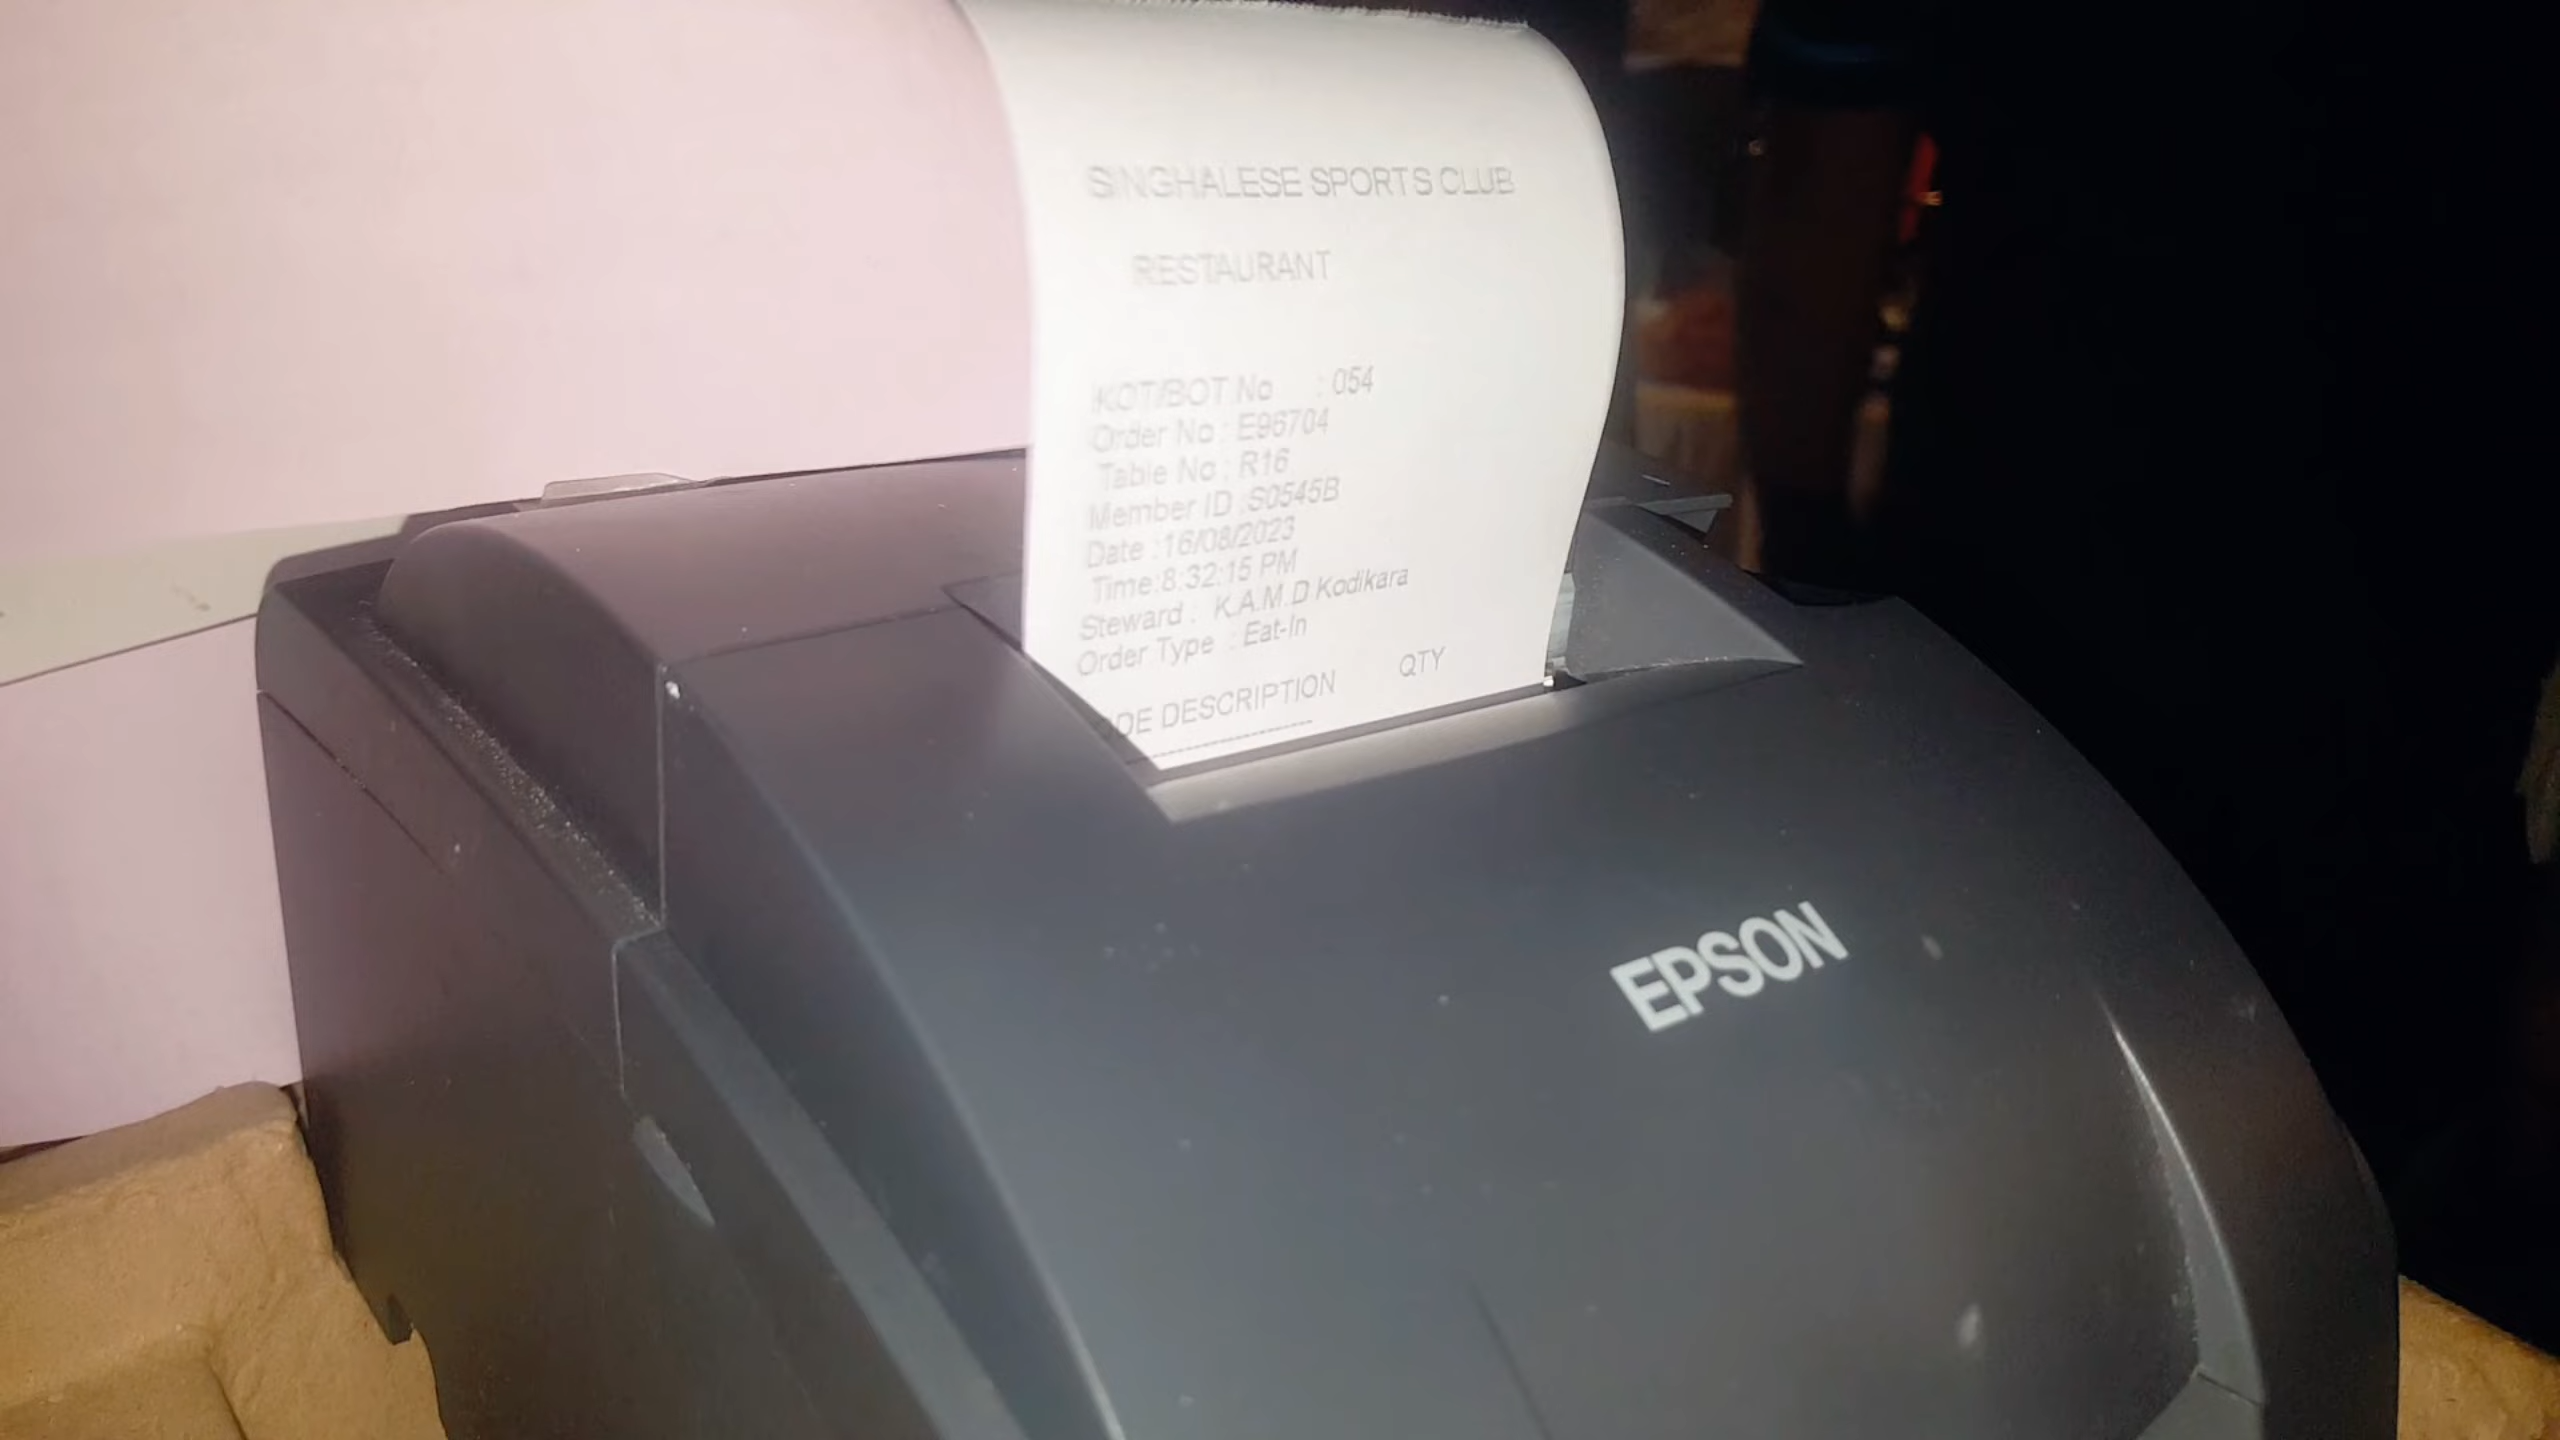 SINGHALESE SPORTS CLUB
RESTAURANT
KOT/BOT No : 054
Order No : E96704
Table No : R16
Member ID :S0545B
Date :16/08/2023
Time:8:32:15 PM
Steward : K.A.M.D Kodikara
Order Type : Eat-In
ODE DESCRIPTION QTY
EPSON